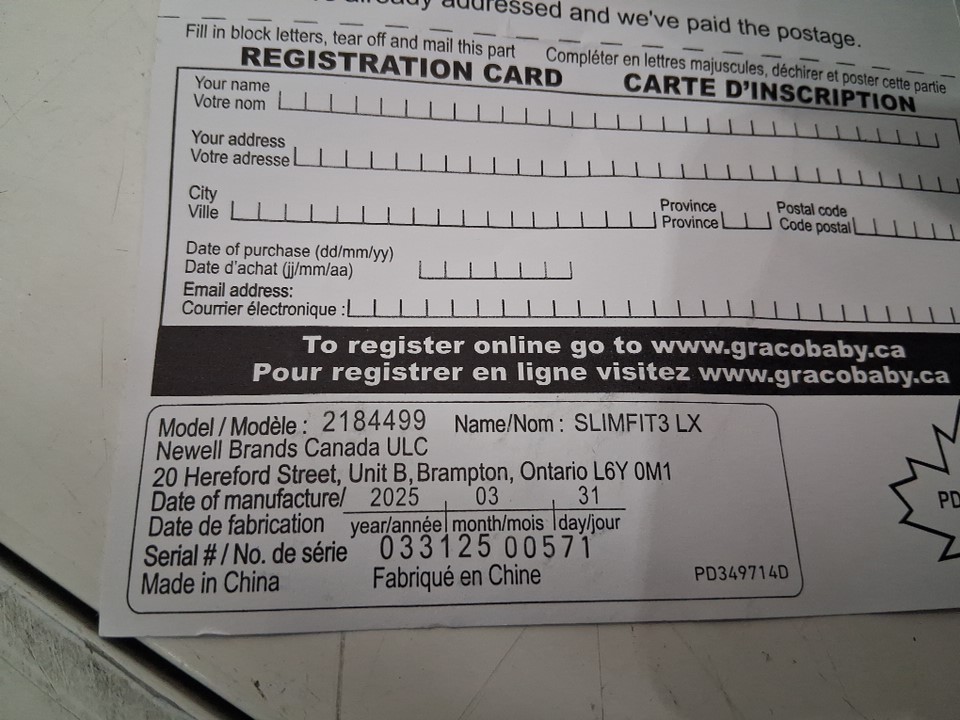 already addressed and we've paid the postage.
Fill in block letters, tear off and mail this part Compléter en lettres majuscules, déchirer et poster cette partie
REGISTRATION CARD CARTE D'INSCRIPTION
Your name
Votre nom
Your address
Votre adresse
City Province Postal code
Ville Province Code postal
Date of purchase (dd/mm/yy)
Date d'achat (jj/mm/aa)
Email address:
Courrier électronique :
To register online go to www.gracobaby.ca
Pour registrer en ligne visitez www.gracobaby.ca
Model / Modèle : 2184499 Name/Nom : SLIMFIT3 LX
Newell Brands Canada ULC
20 Hereford Street, Unit B, Brampton, Ontario L6Y 0M1
Date of manufacture/ 2025 03 31
Date de fabrication year/année month/mois day/jour
Serial # / No. de série 033125 00571
Made in China Fabriqué en Chine PD349714D
PD